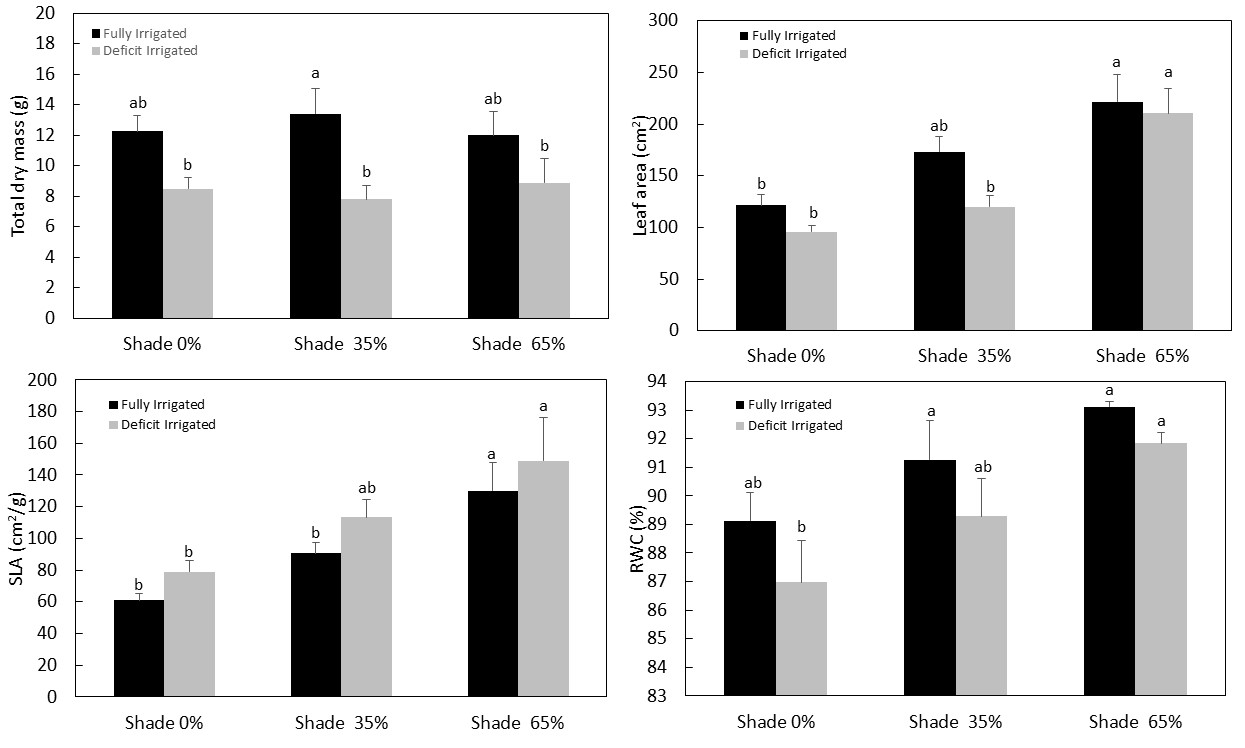 Total dry mass (g)
20
18
16
14
12
10
8
6
4
2
0
Fully Irrigated
Deficit Irrigated
ab
b
a
b
ab
b
Shade 0%
Shade 35%
Shade 65%
Leaf area (cm²)
300
250
200
150
100
50
0
Fully Irrigated
Deficit Irrigated
b
b
ab
b
a
a
Shade 0%
Shade 35%
Shade 65%
SLA (cm²/g)
200
180
160
140
120
100
80
60
40
20
0
Fully Irrigated
Deficit Irrigated
b
b
b
ab
a
a
Shade 0%
Shade 35%
Shade 65%
RWC (%)
94
93
92
91
90
89
88
87
86
85
84
83
Fully Irrigated
Deficit Irrigated
ab
b
a
ab
a
a
Shade 0%
Shade 35%
Shade 65%